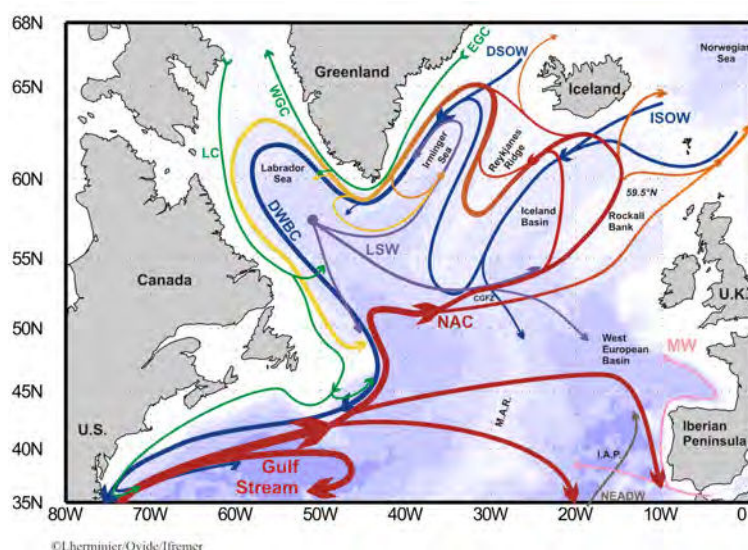 68N
65N
60N
55N
50N
45N
40N
35N
80W
70W
60W
50W
40W
30W
20W
10W
0
Greenland
EGC
DSOW
Iceland
Norwegian
Sea
WGC
LC
Irminger
Sea
Reykjanes
Ridge
ISOW
Labrador
Sea
59.5°N
DWBC
LSW
Iceland
Basin
Rockall
Bank
Canada
CGFZ
NAC
U.K.
West
European
Basin
MW
M.A.R.
U.S.
Iberian
Peninsula
I.A.P.
Gulf
Stream
NEADW
©Lherminier/Ovide/Ifremer